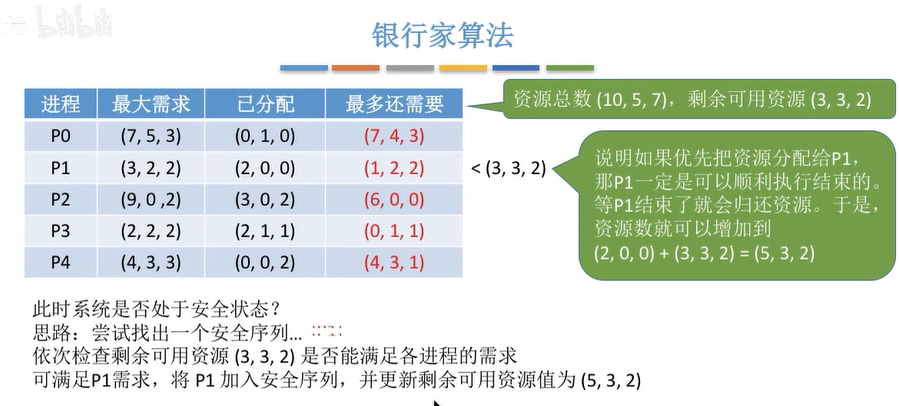 bilibili
银行家算法
进程 最大需求 已分配 最多还需要
P0 (7, 5, 3) (0, 1, 0) (7, 4, 3)
P1 (3, 2, 2) (2, 0, 0) (1, 2, 2)
P2 (9, 0 ,2) (3, 0, 2) (6, 0, 0)
P3 (2, 2, 2) (2, 1, 1) (0, 1, 1)
P4 (4, 3, 3) (0, 0, 2) (4, 3, 1)
< (3, 3, 2)
资源总数 (10, 5, 7)，剩余可用资源 (3, 3, 2)
说明如果优先把资源分配给P1，
那P1一定是可以顺利执行结束的。
等P1结束了就会归还资源。于是，
资源数就可以增加到
(2, 0, 0) + (3, 3, 2) = (5, 3, 2)
此时系统是否处于安全状态？
思路：尝试找出一个安全序列...
依次检查剩余可用资源 (3, 3, 2) 是否能满足各进程的需求
可满足P1需求，将 P1 加入安全序列，并更新剩余可用资源值为 (5, 3, 2)